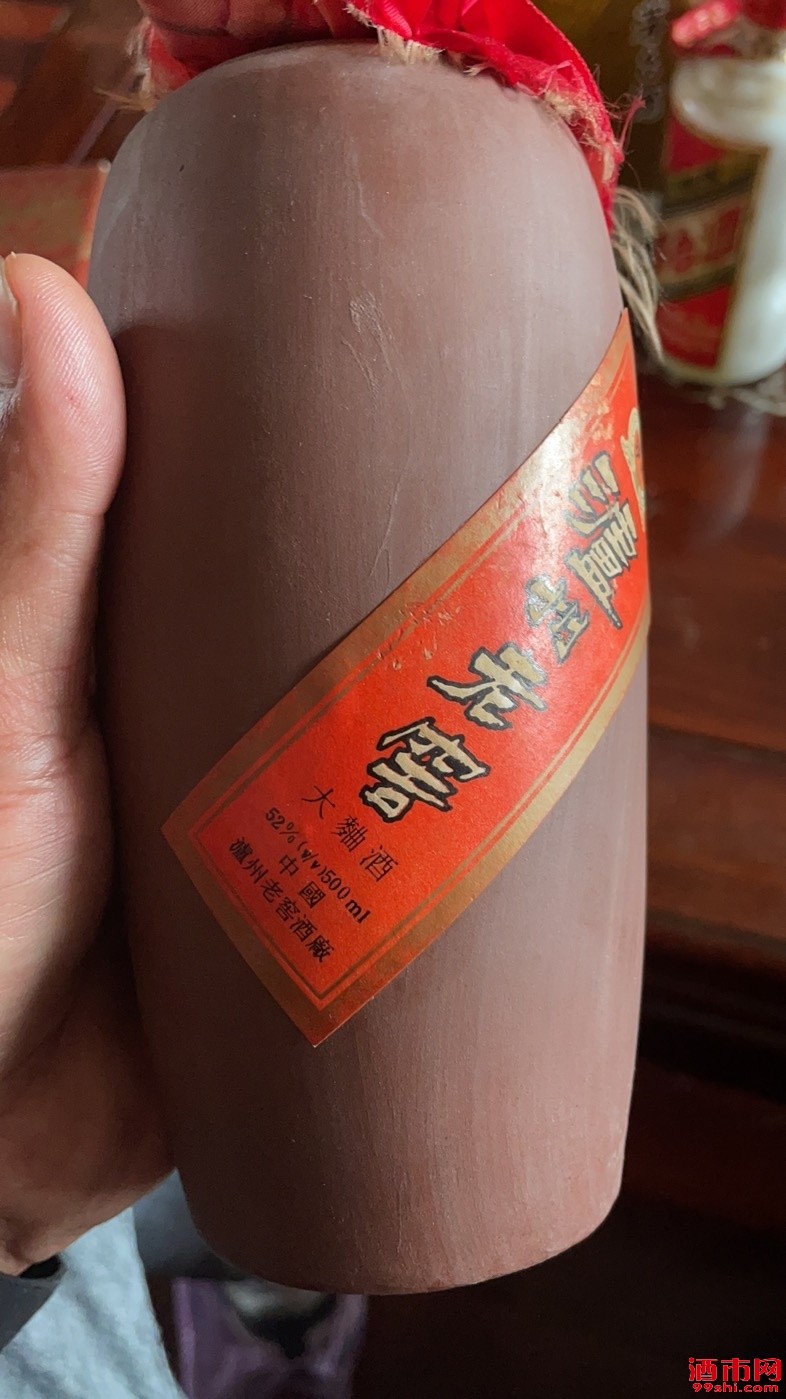 瀘州老窖
大麯酒
52%(v/v)500ml
中國
瀘州老窖酒廠
酒市网
99shi.com